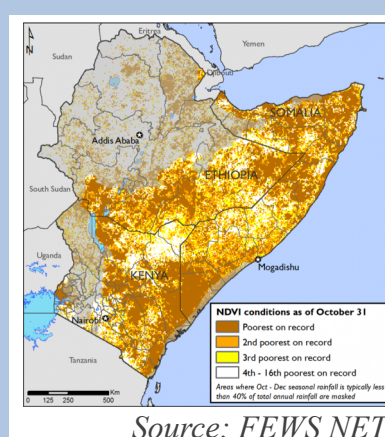 N
Eritrea
Yemen
Sudan
Djibouti
SOMALIA
Addis Ababa
ETHIOPIA
South Sudan
Uganda
Mogadishu
KENYA
Nairobi
Tanzania
NDVI conditions as of October 31
Poorest on record
2nd poorest on record
3rd poorest on record
4th - 16th poorest on record
Areas where Oct - Dec seasonal rainfall is typically less
than 40% of total annual rainfall are masked
0 125 250 500
Km
Source: FEWS NET